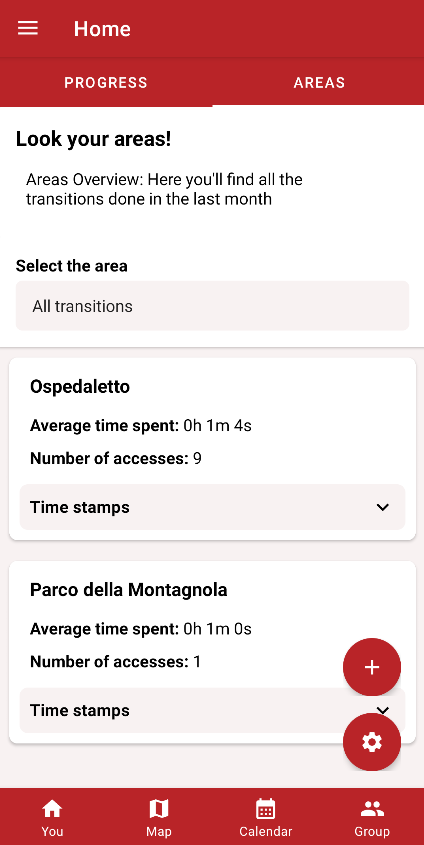 Home
PROGRESS
AREAS
Look your areas!
Areas Overview: Here you'll find all the
transitions done in the last month
Select the area
All transitions
Ospedaletto
Average time spent: 0h 1m 4s
Number of accesses: 9
Time stamps
Parco della Montagnola
Average time spent: 0h 1m 0s
Number of accesses: 1
Time stamps
You
Map
Calendar
Group